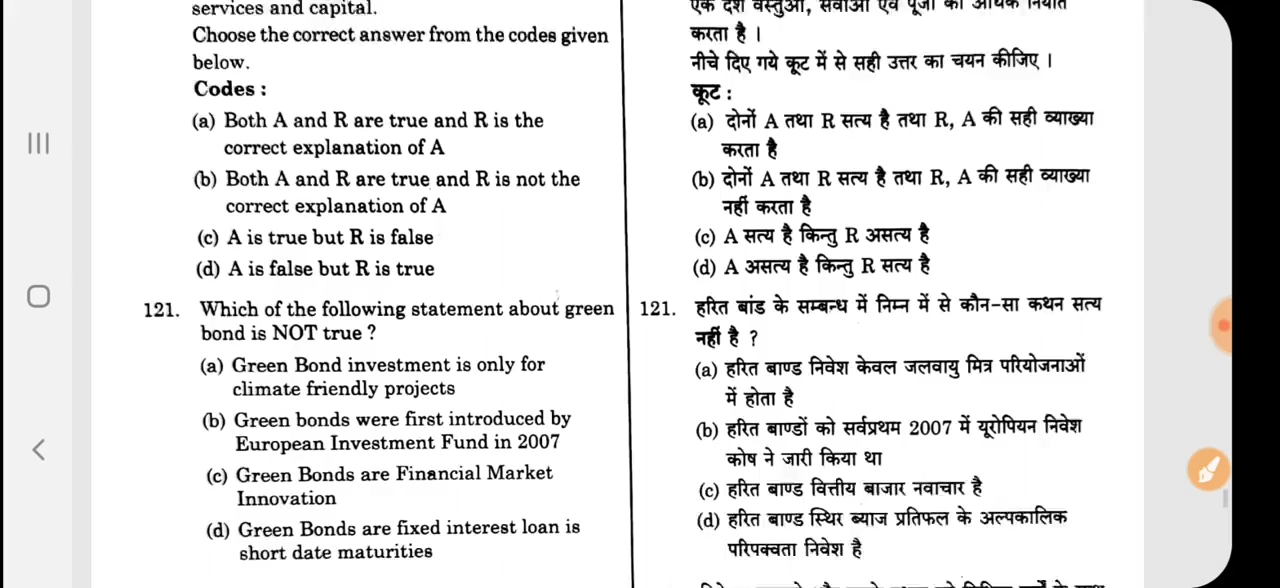 services and capital.
Choose the correct answer from the codes given
below.
Codes :
(a) Both A and R are true and R is the
correct explanation of A
(b) Both A and R are true and R is not the
correct explanation of A
(c) A is true but R is false
(d) A is false but R is true
121. Which of the following statement about green
bond is NOT true ?
(a) Green Bond investment is only for
climate friendly projects
(b) Green bonds were first introduced by
European Investment Fund in 2007
(c) Green Bonds are Financial Market
Innovation
(d) Green Bonds are fixed interest loan is
short date maturities
एक देश वस्तुओं, सेवाओं एवं पूंजी का अधिक निर्यात
करता है ।
नीचे दिए गये कूट में से सही उत्तर का चयन कीजिए ।
कूट :
(a) दोनों A तथा R सत्य है तथा R, A की सही व्याख्या
करता है
(b) दोनों A तथा R सत्य है तथा R, A की सही व्याख्या
नहीं करता है
(c) A सत्य है किन्तु R असत्य है
(d) A असत्य है किन्तु R सत्य है
121. हरित बांड के सम्बन्ध में निम्न में से कौन-सा कथन सत्य
नहीं है ?
(a) हरित बाण्ड निवेश केवल जलवायु मित्र परियोजनाओं
में होता है
(b) हरित बाण्डों को सर्वप्रथम 2007 में यूरोपियन निवेश
कोष ने जारी किया था
(c) हरित बाण्ड वित्तीय बाजार नवाचार है
(d) हरित बाण्ड स्थिर ब्याज प्रतिफल के अल्पकालिक
परिपक्वता निवेश है